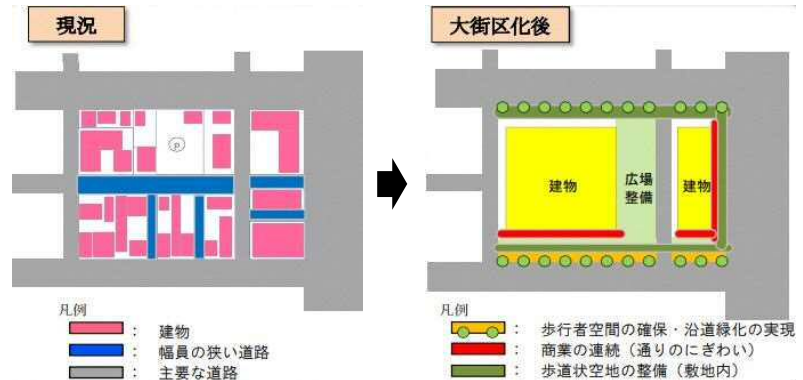 現況
P
凡例
： 建物
： 幅員の狭い道路
： 主要な道路
大街区化後
建物
広場
整備
建物
凡例
： 歩行者空間の確保・沿道緑化の実現
： 商業の連続（通りのにぎわい）
： 歩道状空地の整備（敷地内）